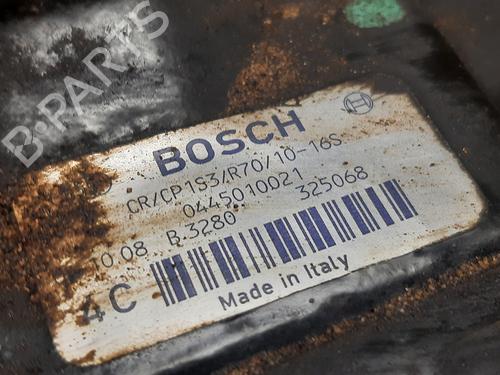 B-PARTS
BOSCH
CR/CP1S3/R70/10-16S
0445010021
10 08 B 3280 325068
4C
Made in Italy